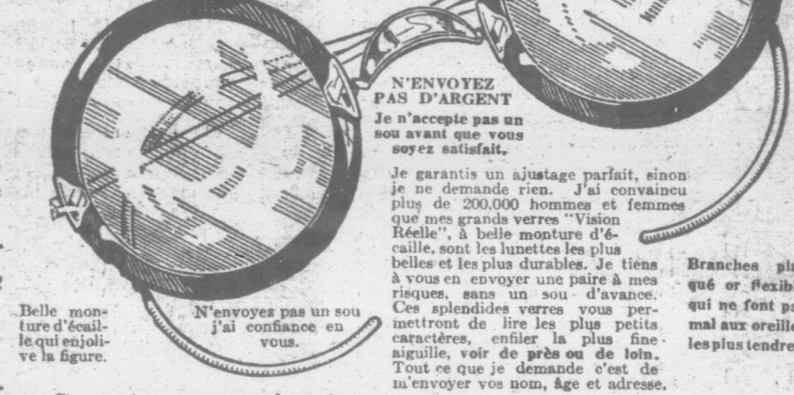 N'ENVOYEZ
PAS D'ARGENT
Je n'accepte pas un
sou avant que vous
soyez satisfait.
Je garantis un ajustage parfait, sinon
je ne demande rien. J'ai convaincu
plus de 200,000 hommes et femmes
que mes grands verres "Vision
Réelle", à belle monture d'é-
caille, sont les lunettes les plus
belles et les plus durables. Je tiens
à vous en envoyer une paire à mes
risques, sans un sou d'avance.
Ces splendides verres vous per-
mettront de lire les plus petits
caractères, enfiler la plus fine
aiguille, voir de près ou de loin.
Tout ce que je demande c'est de
m'envoyer vos nom, âge et adresse.
Belle mon-
ture d'écail-
le qui enjoli-
ve la figure.
N'envoyez pas un sou
j'ai confiance en
vous.
Branches pla
qué or flexib
qui ne font pa
mal aux oreille
les plus tendre